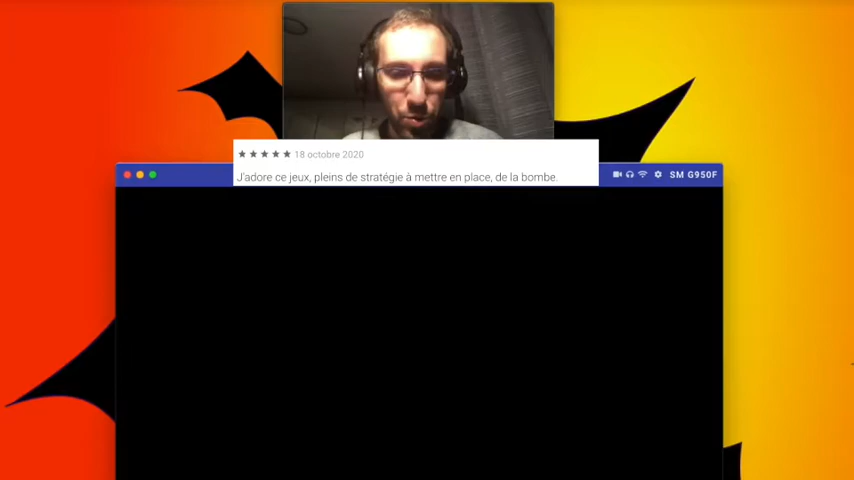 ★★★★★ 18 octobre 2020
J'adore ce jeux, pleins de stratégie à mettre en place, de la bombe.
SM G950F